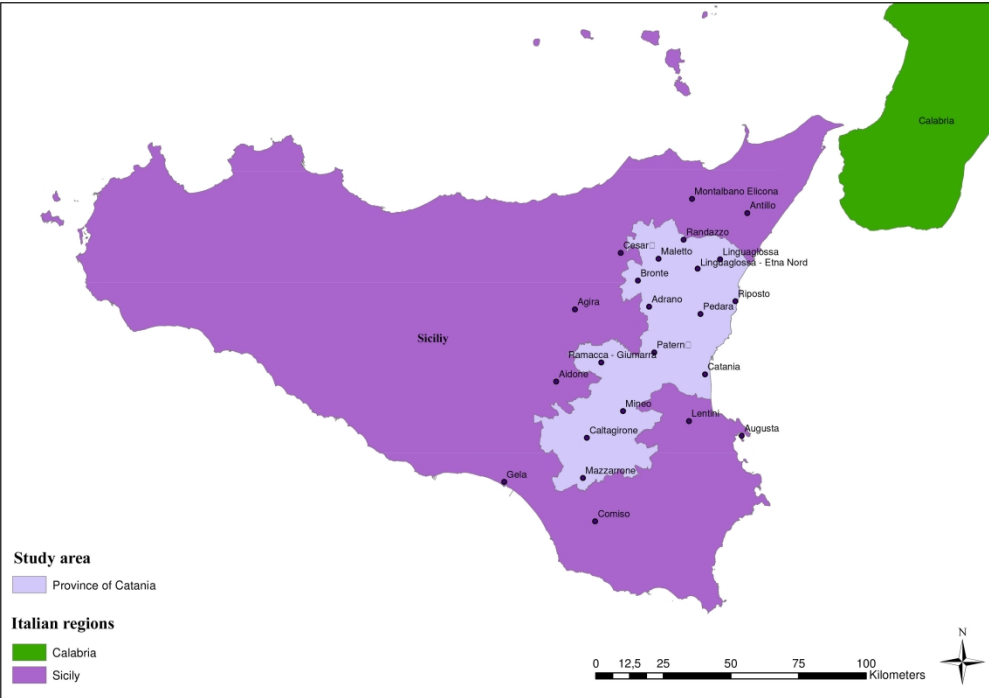 Calabria
Montalbano Elicona
Antillo
Randazzo
Cesar□
Maletto
Linguaglossa
Linguaglossa - Etna Nord
Bronte
Agira
Adrano
Riposto
Pedara
Siciliy
Patern□
Ramacca - Giumarra
Catania
Aidone
Mineo
Lentini
Caltagirone
Augusta
Gela
Mazzarrone
Comiso
Study area
Province of Catania
Italian regions
Calabria
Sicily
N
0 12,5 25 50 75 100
Kilometers